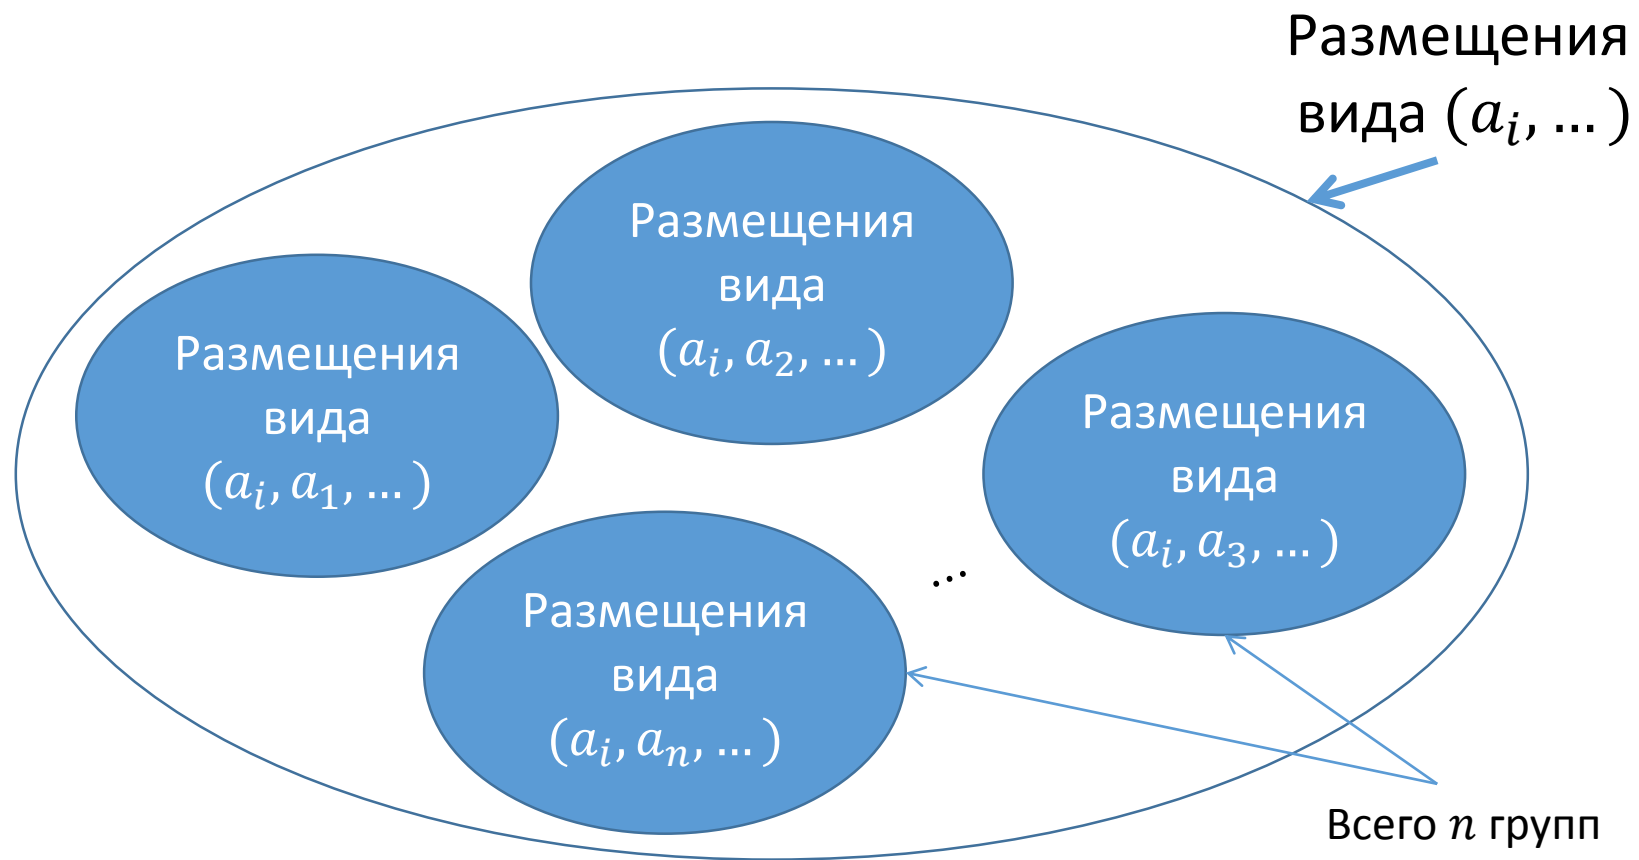 Размещения
вида (aᵢ, … )
Размещения
вида
(aᵢ, a₂, … )
Размещения
вида
(aᵢ, a₁, … )
Размещения
вида
(aᵢ, a₃, … )
…
Размещения
вида
(aᵢ, aₙ, … )
Всего n групп